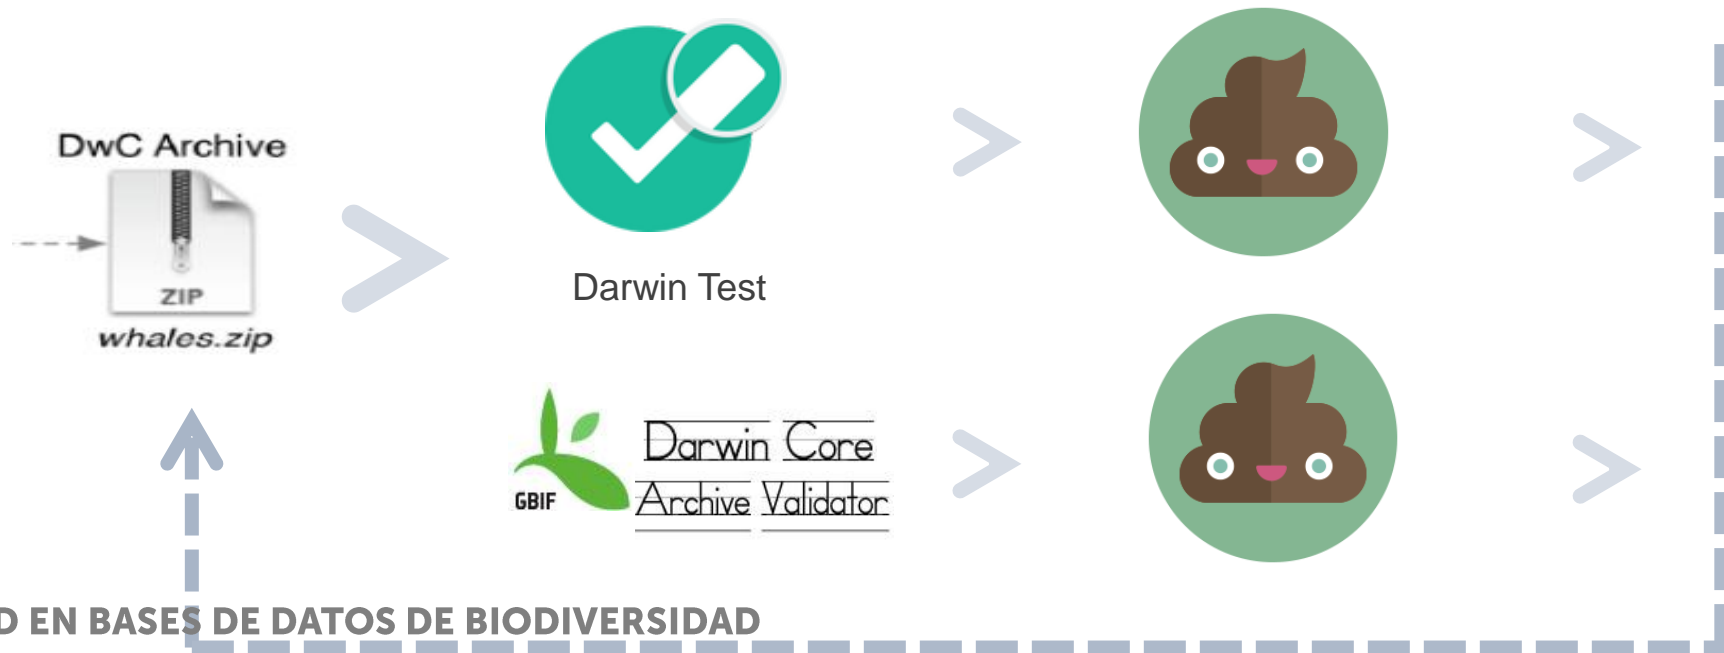 DwC Archive
ZIP
whales.zip
Darwin Test
GBIF
Darwin Core
Archive Validator
D EN BASES DE DATOS DE BIODIVERSIDAD